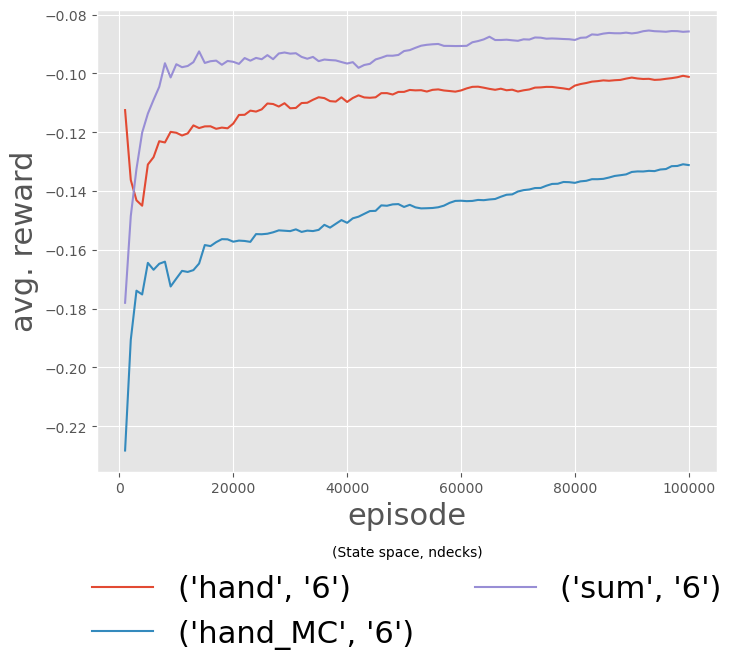 −0.08
−0.10
−0.12
−0.14
−0.16
−0.18
−0.20
−0.22
avg. reward
0 20000 40000 60000 80000 100000
episode
(State space, ndecks)
('hand', '6') ('sum', '6')
('hand_MC', '6')